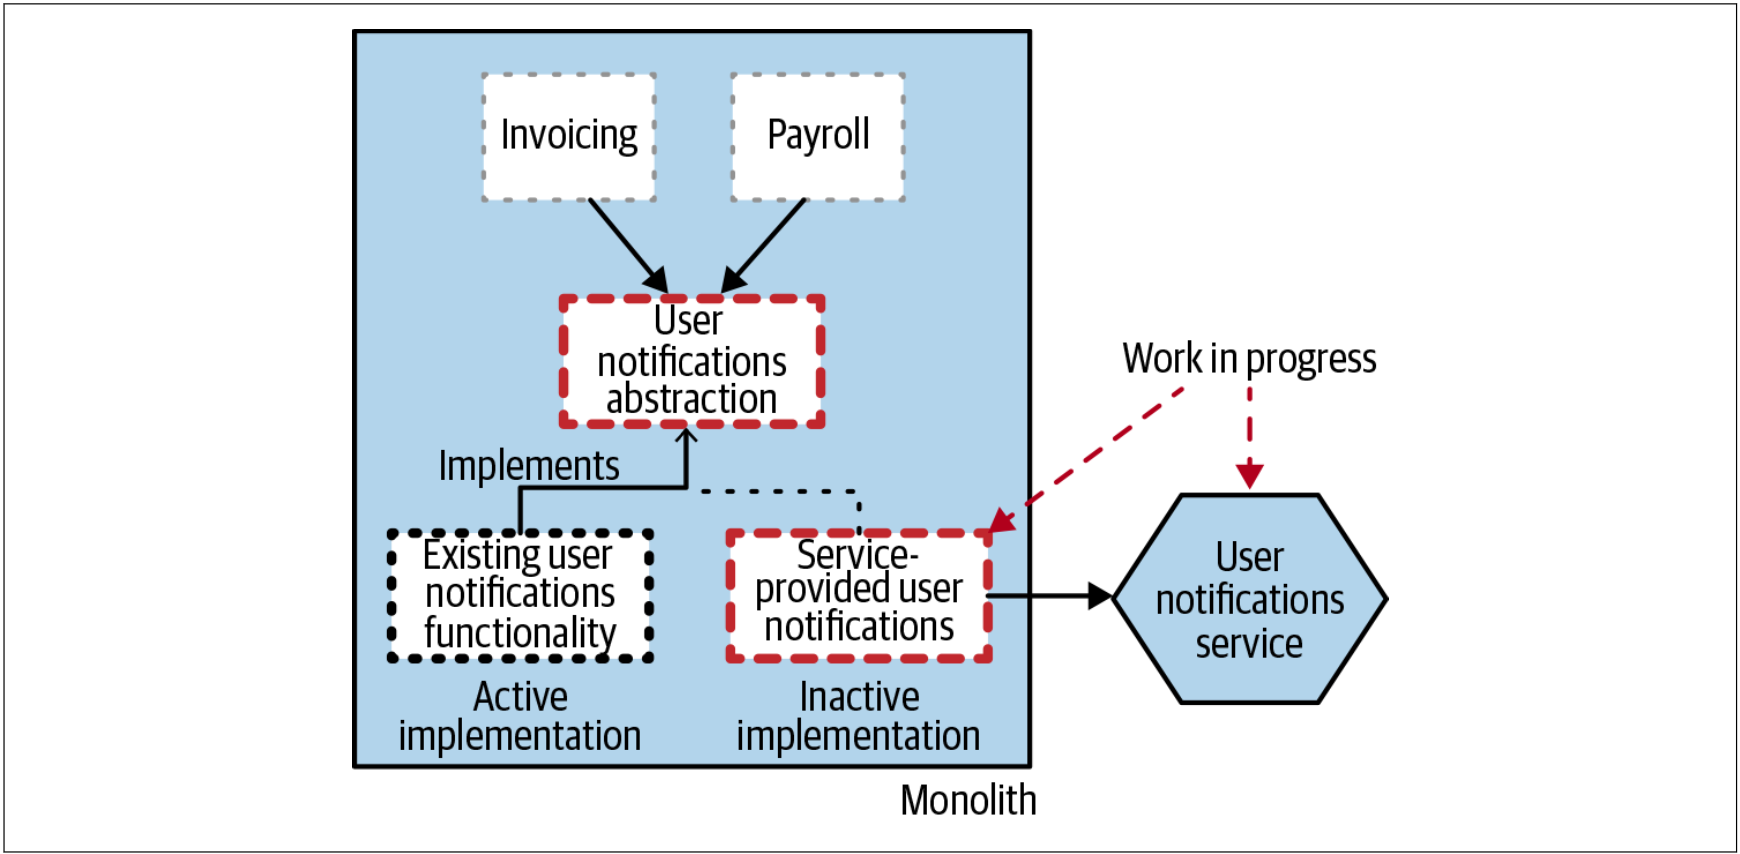 Invoicing
Payroll
User
notifications
abstraction
Work in progress
Implements
Existing user
notifications
functionality
Service-
provided user
notifications
User
notifications
service
Active
implementation
Inactive
implementation
Monolith